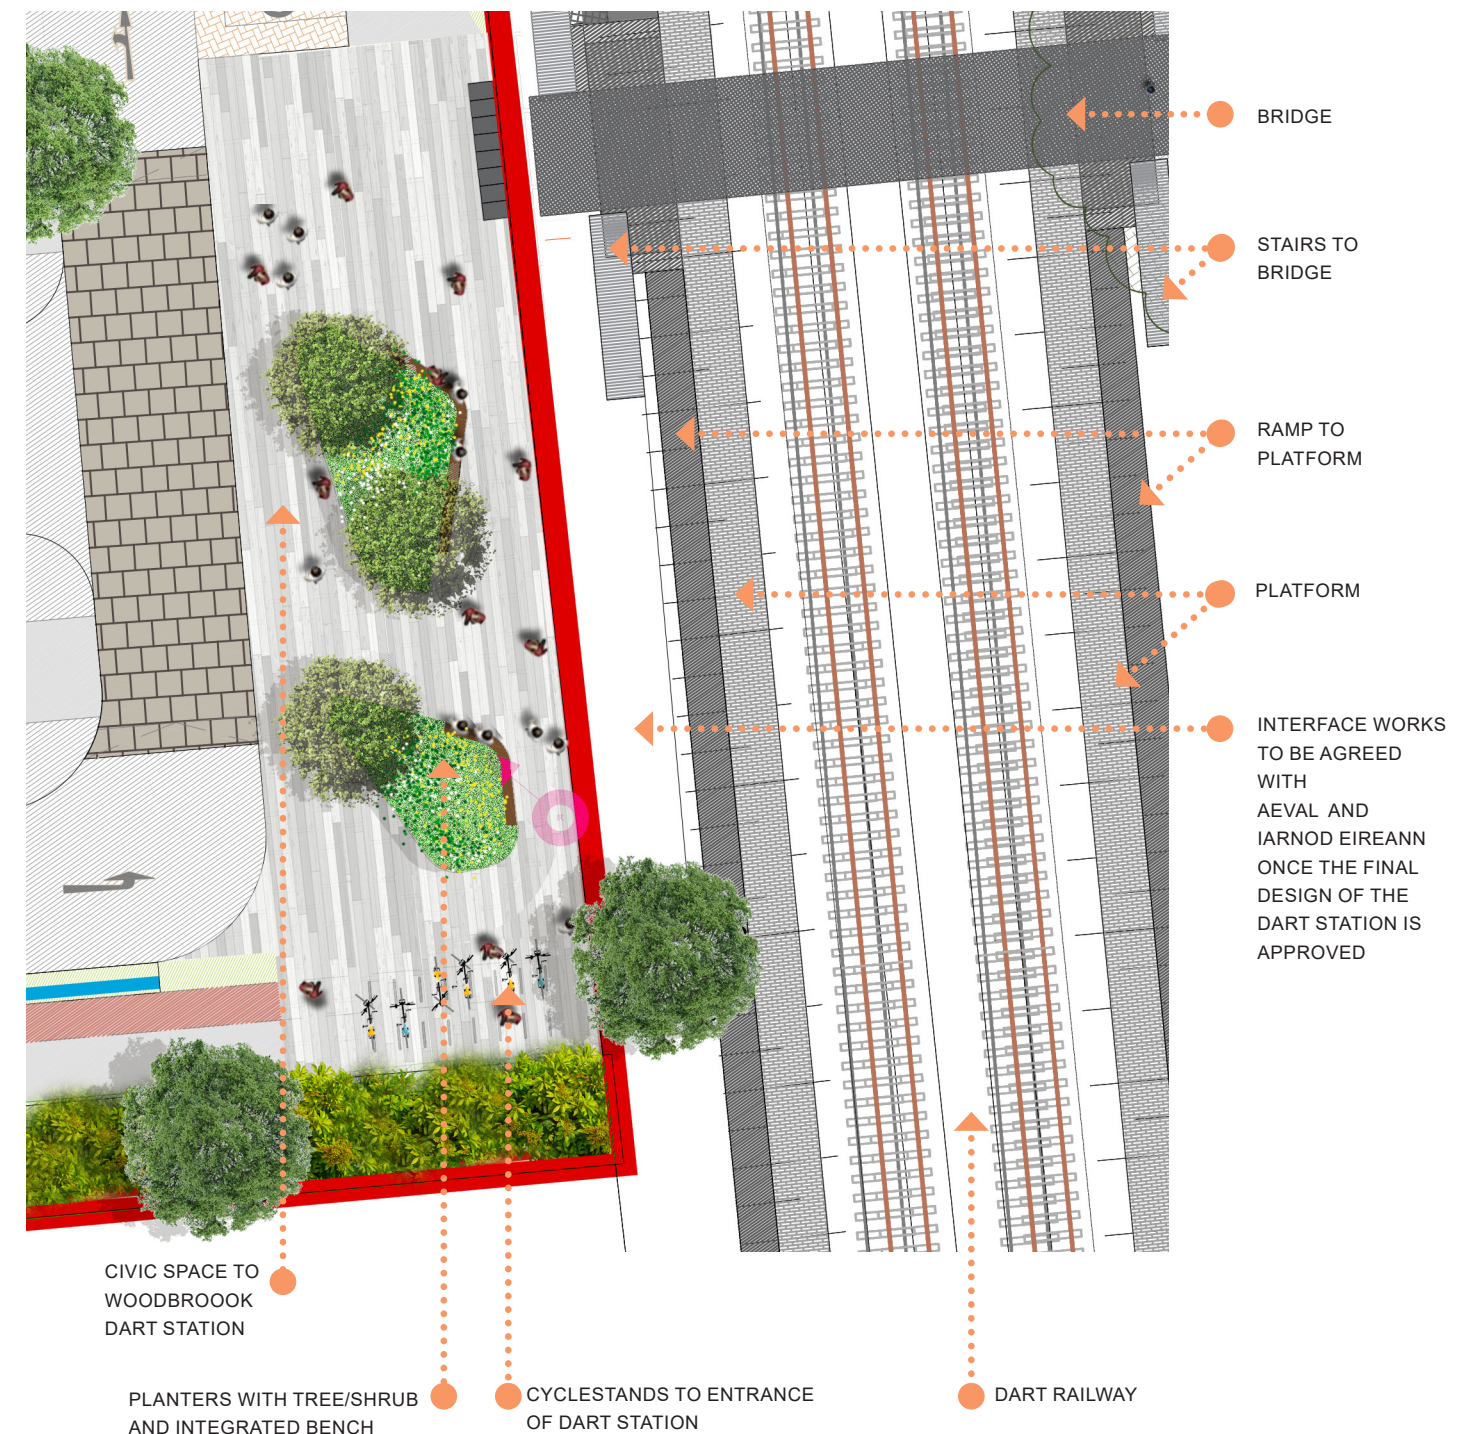 BRIDGE
STAIRS TO
BRIDGE
RAMP TO
PLATFORM
PLATFORM
INTERFACE WORKS
TO BE AGREED
WITH
AEVAL AND
IARNOD EIREANN
ONCE THE FINAL
DESIGN OF THE
DART STATION IS
APPROVED
CIVIC SPACE TO
WOODBROOOK
DART STATION
PLANTERS WITH TREE/SHRUB
AND INTEGRATED BENCH
CYCLESTANDS TO ENTRANCE
OF DART STATION
DART RAILWAY